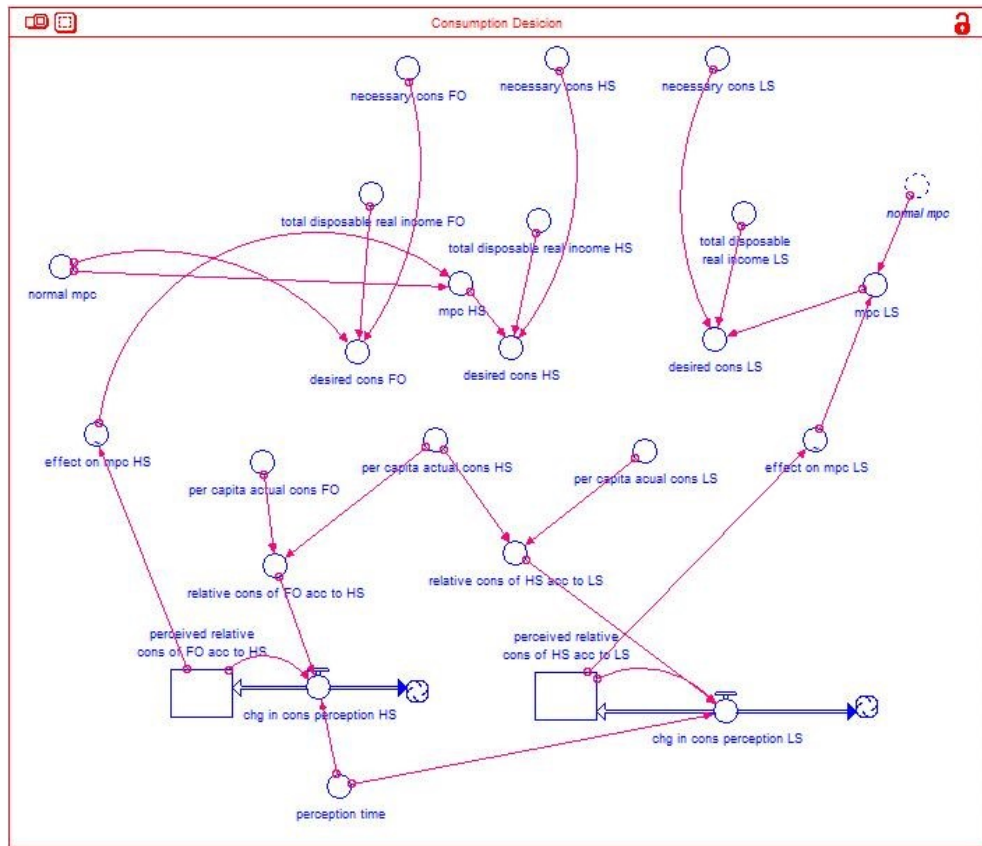 Consumption Desicion
necessary cons FO
necessary cons HS
necessary cons LS
normal mpc
total disposable real income FO
total disposable real income HS
total disposable
real income LS
normal mpc
mpc HS
mpc LS
desired cons FO
desired cons HS
desired cons LS
effect on mpc HS
per capita actual cons FO
per capita actual cons HS
per capita acual cons LS
effect on mpc LS
relative cons of FO acc to HS
relative cons of HS acc to LS
perceived relative
cons of FO acc to HS
perceived relative
cons of HS acc to LS
chg in cons perception HS
chg in cons perception LS
perception time